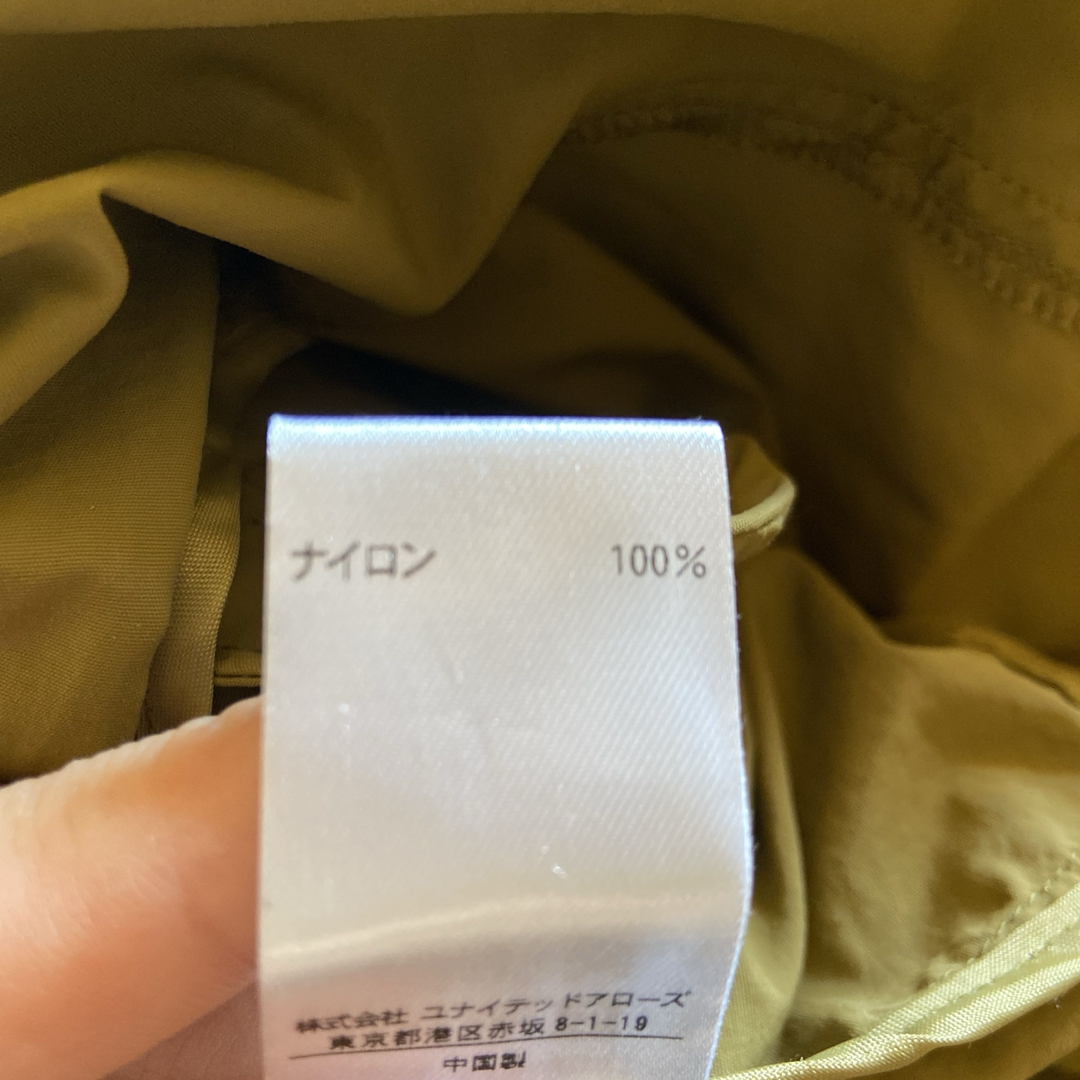 ナイロン 100%
株式会社 ユナイテッドアローズ
東京都港区赤坂 8-1-19
中国製